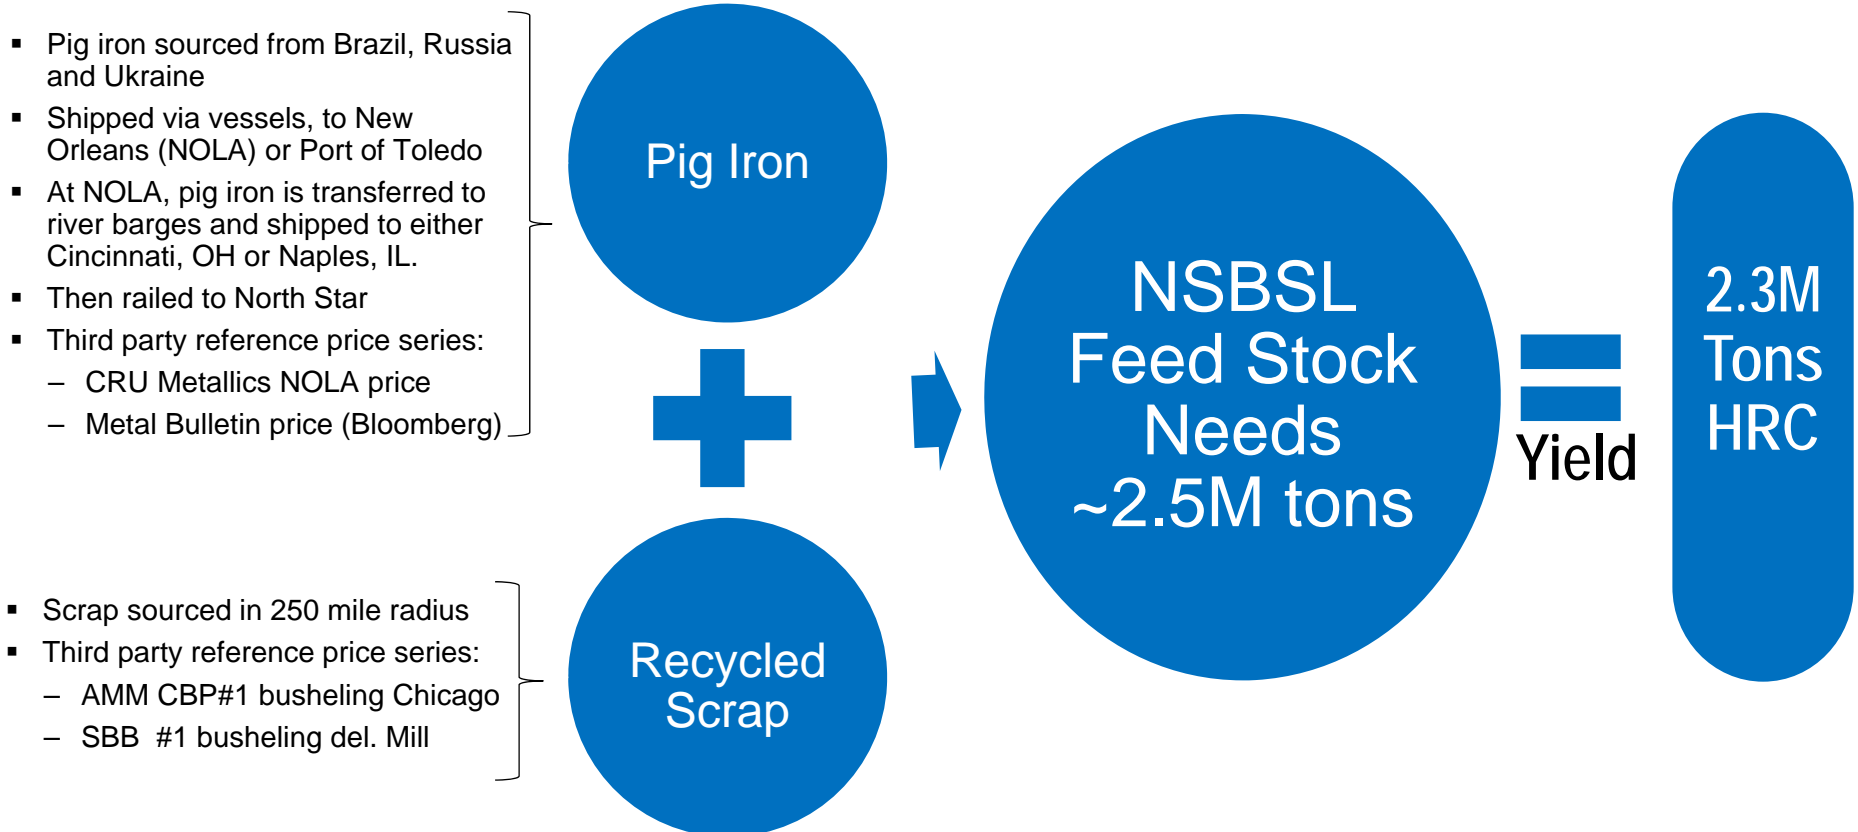 ▪ Pig iron sourced from Brazil, Russia
and Ukraine
▪ Shipped via vessels, to New
Orleans (NOLA) or Port of Toledo
▪ At NOLA, pig iron is transferred to
river barges and shipped to either
Cincinnati, OH or Naples, IL.
▪ Then railed to North Star
▪ Third party reference price series:
– CRU Metallics NOLA price
– Metal Bulletin price (Bloomberg)
Pig Iron
▪ Scrap sourced in 250 mile radius
▪ Third party reference price series:
– AMM CBP#1 busheling Chicago
– SBB #1 busheling del. Mill
Recycled
Scrap
NSBSL
Feed Stock
Needs
~2.5M tons
Yield
2.3M
Tons
HRC